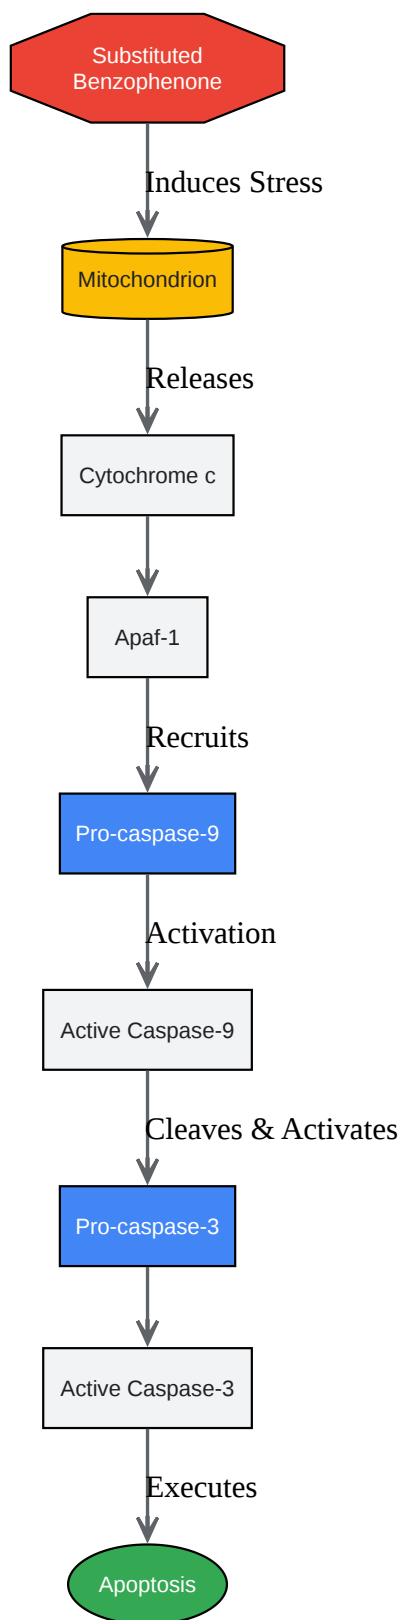 Substituted
Benzophenone
Induces Stress
Mitochondrion
Releases
Cytochrome c
Apaf-1
Recruits
Pro-caspase-9
Activation
Active Caspase-9
Cleaves & Activates
Pro-caspase-3
Active Caspase-3
Executes
Apoptosis